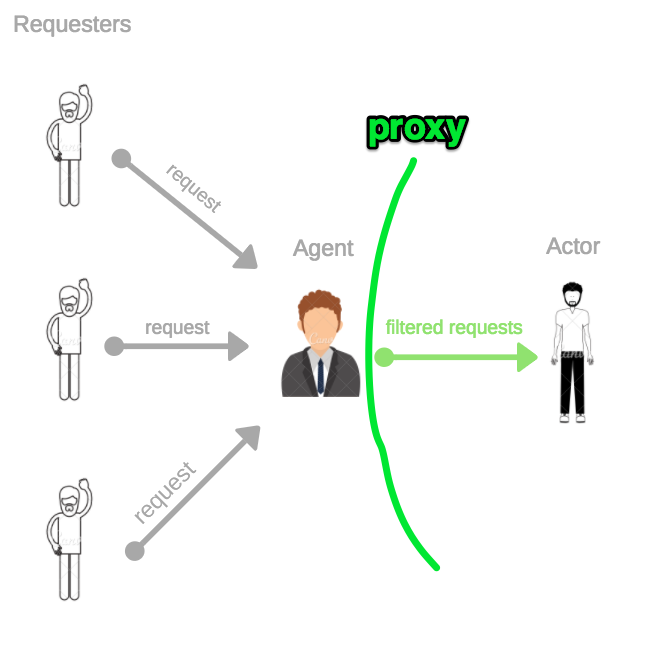 Requesters
proxy
request
Agent
Actor
request
filtered requests
request